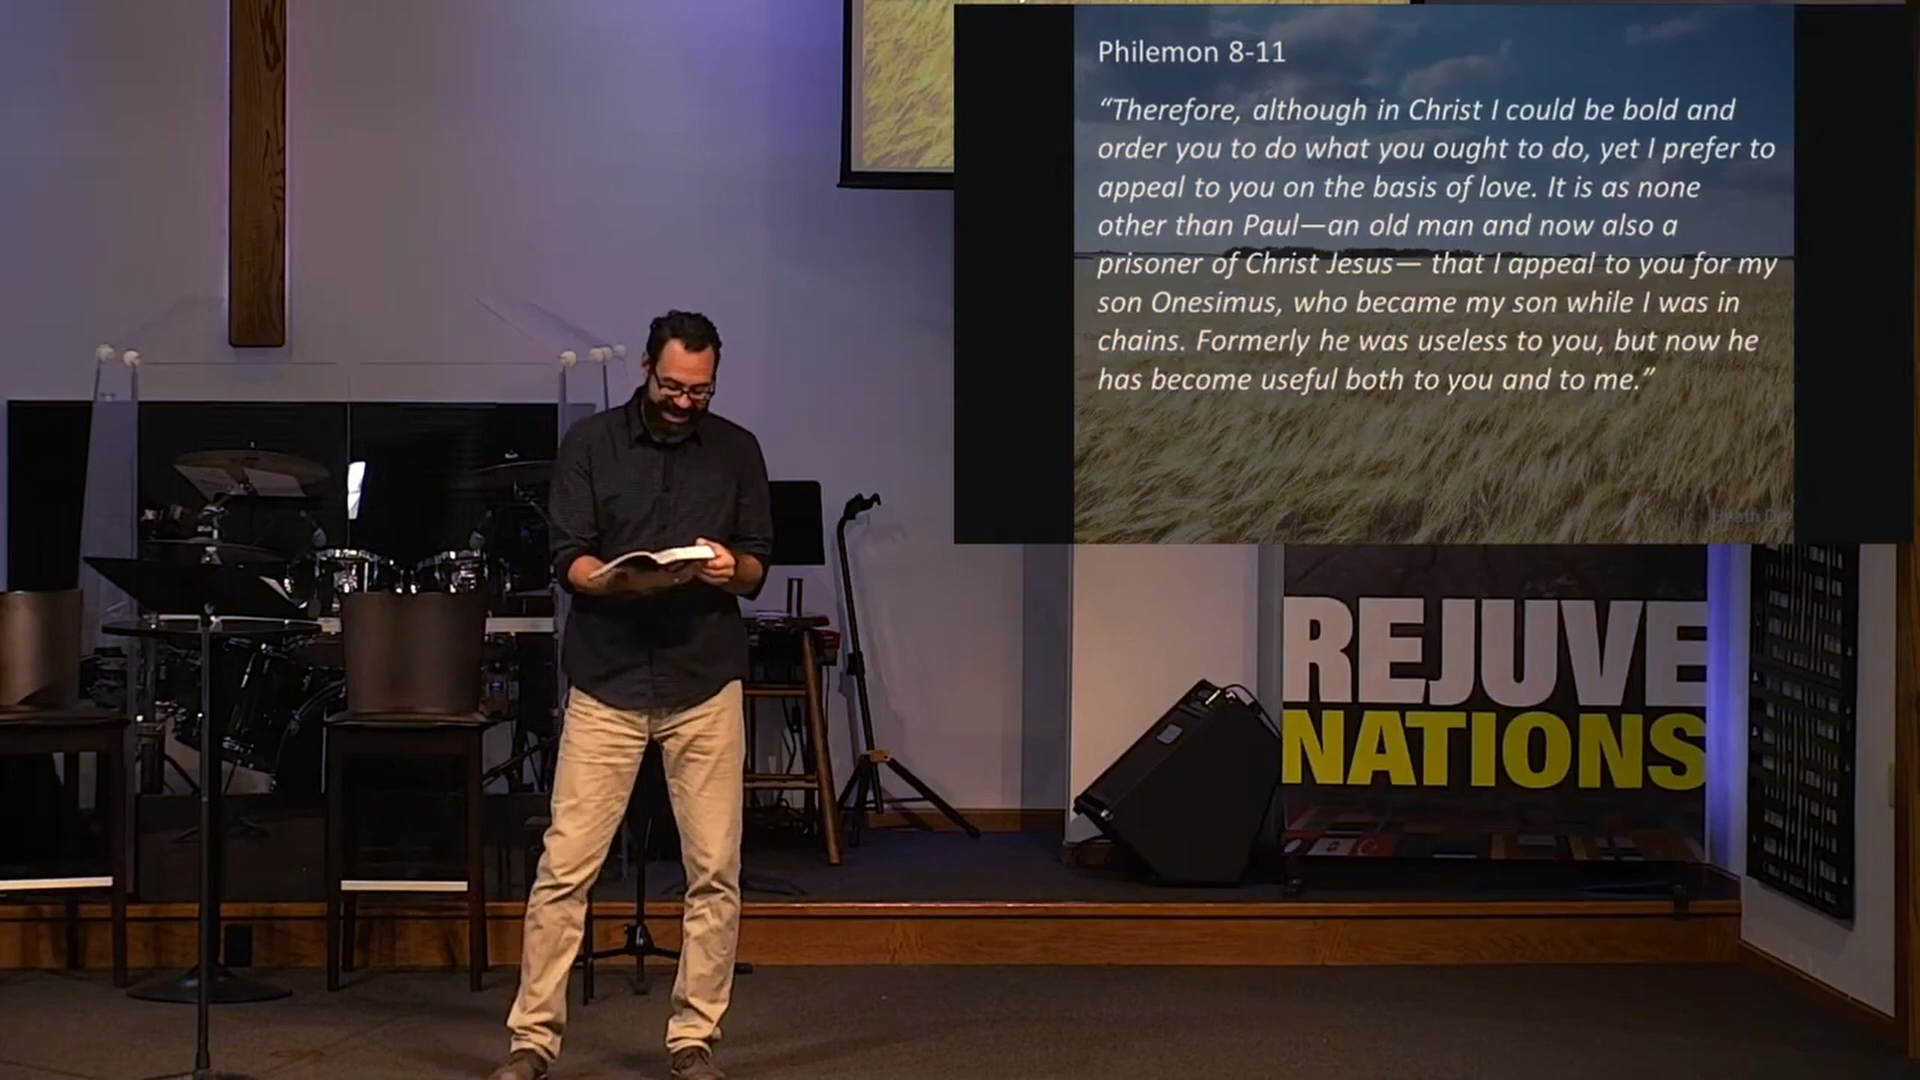 Philemon 8-11
“Therefore, although in Christ I could be bold and
order you to do what you ought to do, yet I prefer to
appeal to you on the basis of love. It is as none
other than Paul—an old man and now also a
prisoner of Christ Jesus— that I appeal to you for my
son Onesimus, who became my son while I was in
chains. Formerly he was useless to you, but now he
has become useful both to you and to me.”
REJUVE
NATIONS